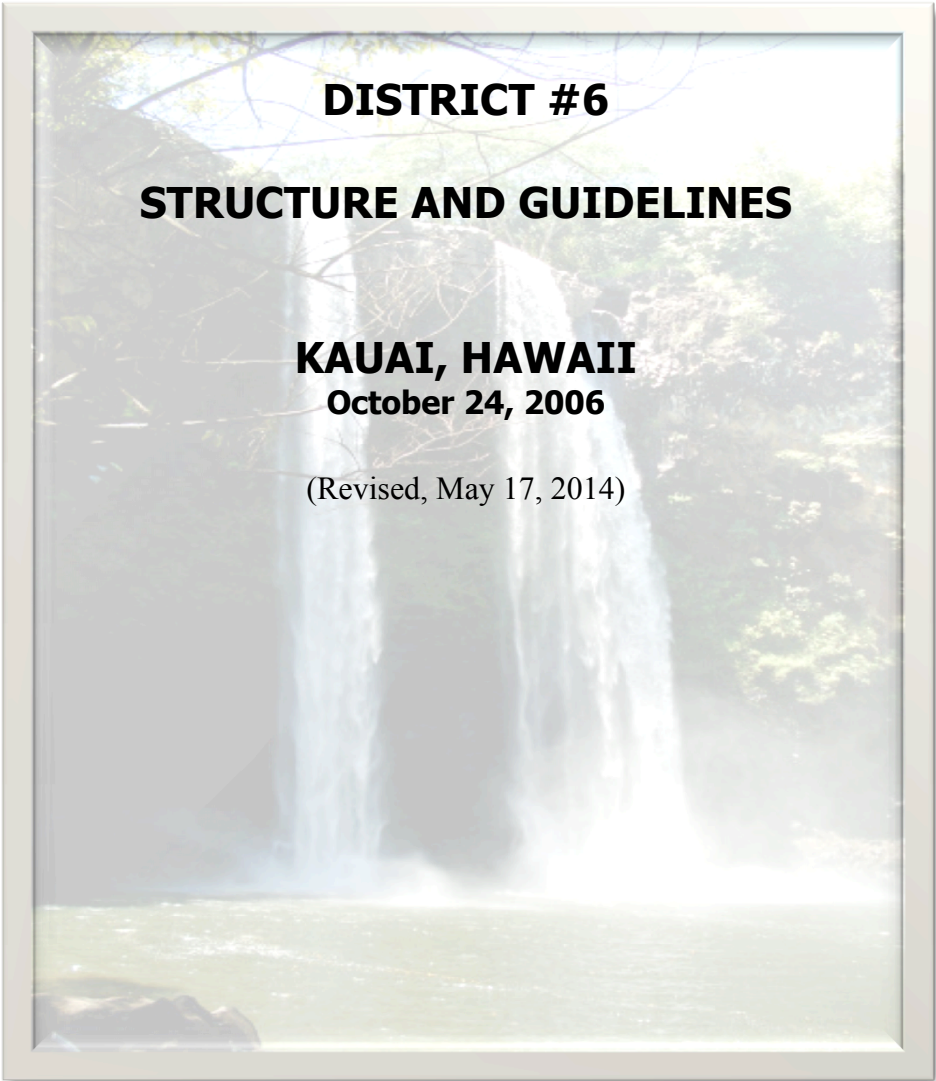 DISTRICT #6
STRUCTURE AND GUIDELINES
KAUAI, HAWAII
October 24, 2006
(Revised, May 17, 2014)